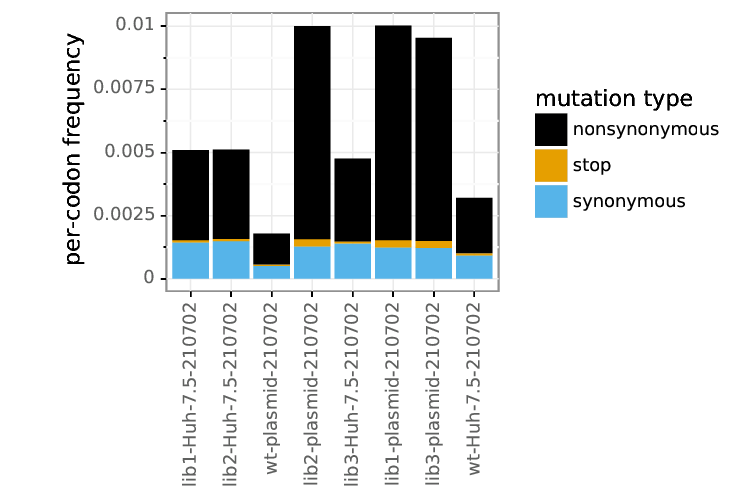 per-codon frequency
0.01
0.0075
0.005
0.0025
0
lib1-Huh-7.5-210702
lib2-Huh-7.5-210702
wt-plasmid-210702
lib2-plasmid-210702
lib3-Huh-7.5-210702
lib1-plasmid-210702
lib3-plasmid-210702
wt-Huh-7.5-210702
mutation type
nonsynonymous
stop
synonymous